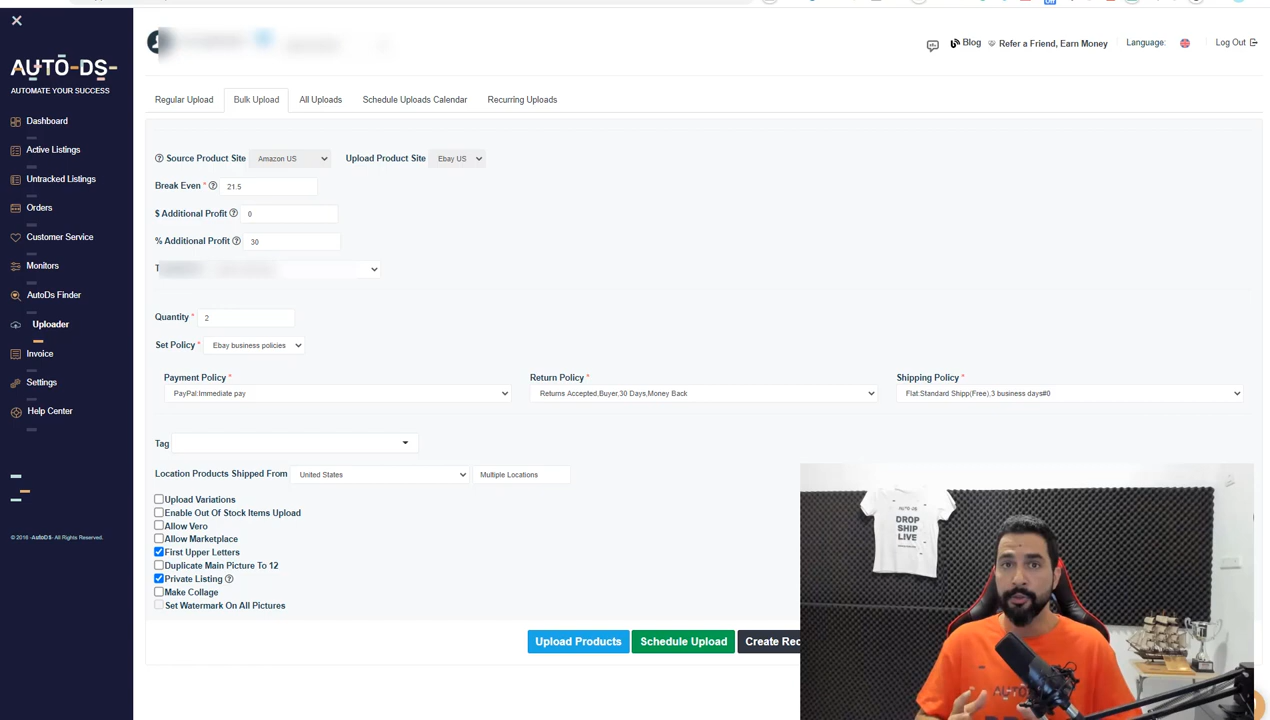 Blog
Refer a Friend, Earn Money
Language:
Log Out
AUTO-DS-
AUTOMATE YOUR SUCCESS
Dashboard
Active Listings
Untracked Listings
Orders
Customer Service
Monitors
AutoDs Finder
Uploader
Invoice
Settings
Help Center
© 2016 -AutoDS- All Rights Reserved.
Regular Upload
Bulk Upload
All Uploads
Schedule Uploads Calendar
Recurring Uploads
Source Product Site Amazon US Upload Product Site Ebay US
Break Even * 21.5
$ Additional Profit 0
% Additional Profit 30
Quantity * 2
Set Policy * Ebay business policies
Payment Policy * Return Policy * Shipping Policy *
PayPal:Immediate pay Returns Accepted,Buyer,30 Days,Money Back Flat:Standard Shipp(Free),3 business days#0
Tag
Location Products Shipped From United States Multiple Locations
Upload Variations
Enable Out Of Stock Items Upload
Allow Vero
Allow Marketplace
First Upper Letters
Duplicate Main Picture To 12
Private Listing
Make Collage
Set Watermark On All Pictures
Upload Products Schedule Upload Create Rec
AUTO-DS
DROP
SHIP
LIVE